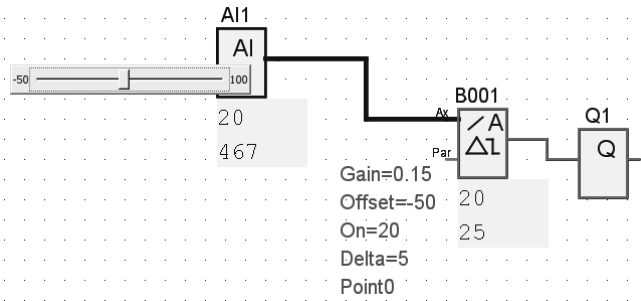 AI1
AI
-50
100
20
467
B001
Ax
A
Par
Q1
Q
Gain=0.15
Offset=-50
On=20
Delta=5
Point0
20
25